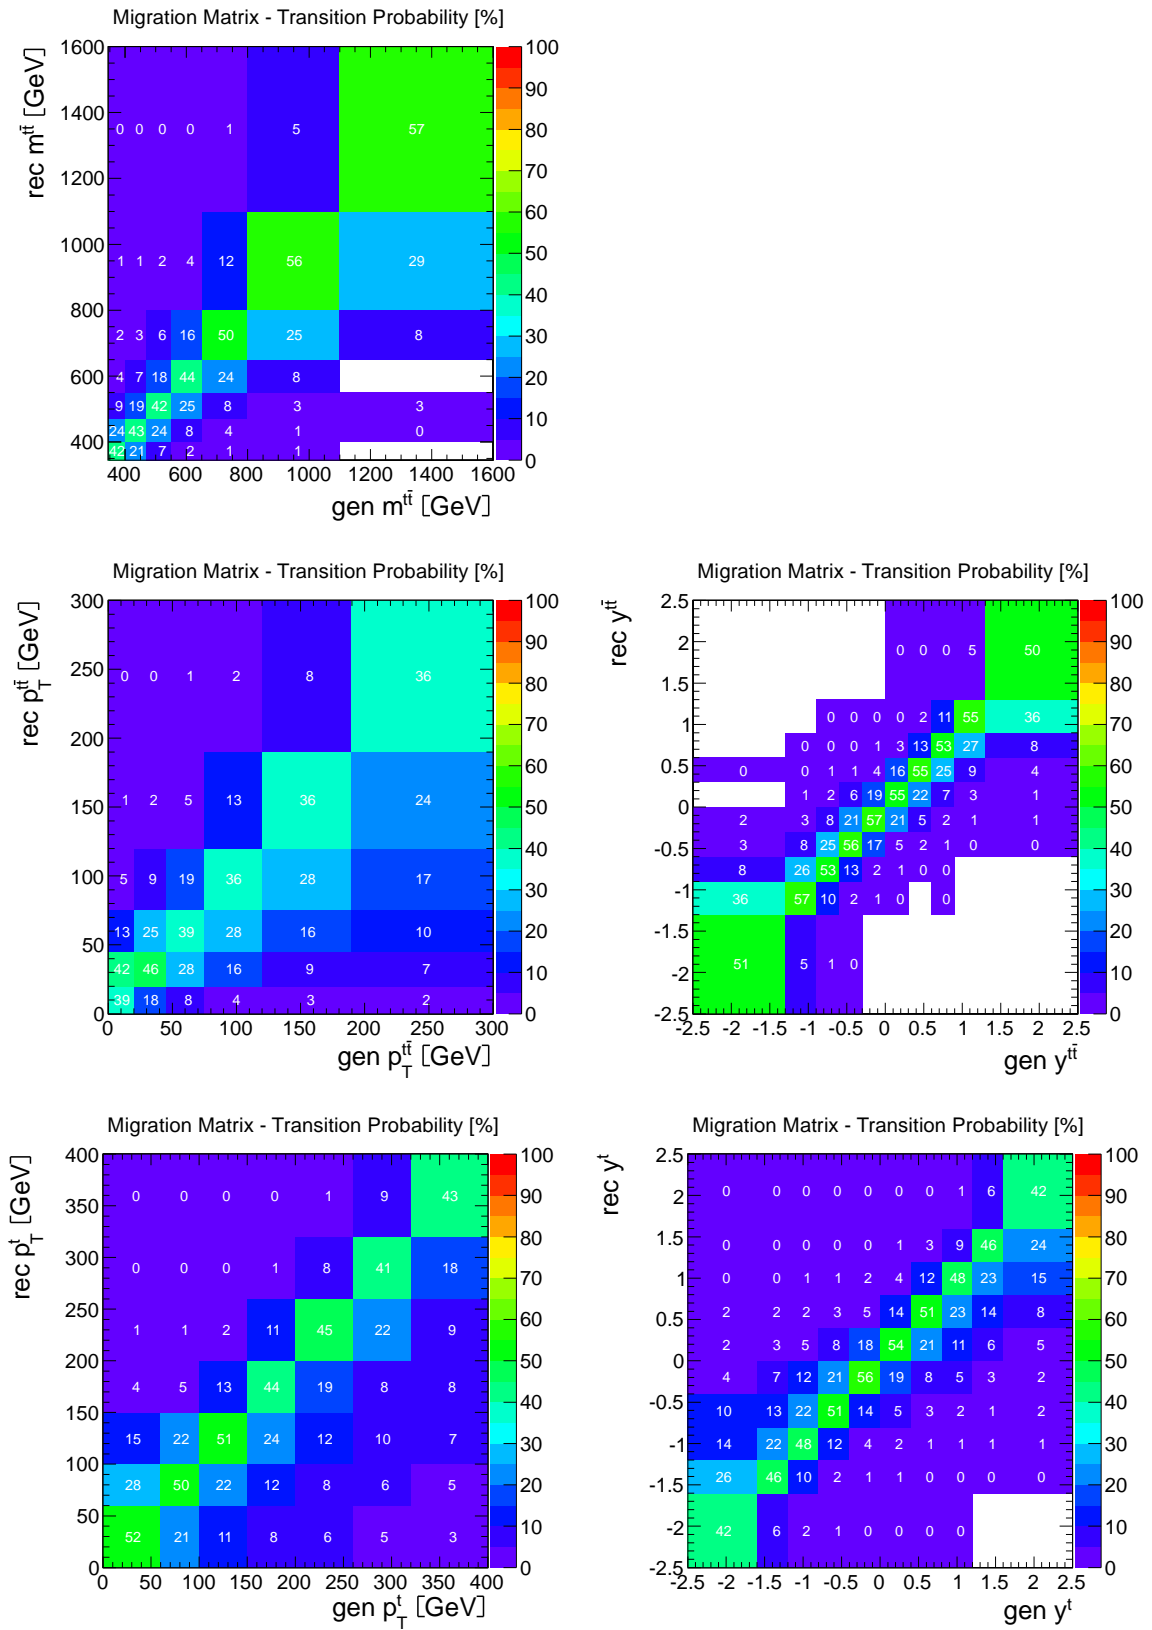 Migration Matrix - Transition Probability [%]
rec m^{tt̄} [GeV]
1600
1400
1200
1000
800
600
400
0 0 0 0 1 5 57
1 1 2 4 12 56 29
2 3 6 16 50 25 8
4 7 18 44 24 8
9 19 42 25 8 3 3
24 43 24 8 4 1 0
42 21 7 2 1 1
400 600 800 1000 1200 1400 1600
gen m^{tt̄} [GeV]
100
90
80
70
60
50
40
30
20
10
0
Migration Matrix - Transition Probability [%]
rec p_T^{tt̄} [GeV]
300
250
200
150
100
50
0
0 0 1 2 8 36
1 2 5 13 36 24
5 9 19 36 28 17
13 25 39 28 16 10
42 46 28 16 9 7
39 18 8 4 3 2
0 50 100 150 200 250 300
gen p_T^{tt̄} [GeV]
100
90
80
70
60
50
40
30
20
10
0
Migration Matrix - Transition Probability [%]
rec y^{tt̄}
2.5
2
1.5
1
0.5
0
-0.5
-1
-1.5
-2
-2.5
0 0 0 5 50
0 0 0 0 2 11 55 36
0 0 0 1 3 13 53 27 8
0 0 1 1 4 16 55 25 9 4
1 2 6 19 55 22 7 3 1
2 3 8 21 57 21 5 2 1 1
3 8 25 56 17 5 2 1 0 0
8 26 53 13 2 1 0 0
36 57 10 2 1 0 0
51 5 1 0
-2.5 -2 -1.5 -1 -0.5 0 0.5 1 1.5 2 2.5
gen y^{tt̄}
100
90
80
70
60
50
40
30
20
10
0
Migration Matrix - Transition Probability [%]
rec p_T^t [GeV]
400
350
300
250
200
150
100
50
0
0 0 0 0 1 9 43
0 0 0 1 8 41 18
1 1 2 11 45 22 9
4 5 13 44 19 8 8
15 22 51 24 12 10 7
28 50 22 12 8 6 5
52 21 11 8 6 5 3
0 50 100 150 200 250 300 350 400
gen p_T^t [GeV]
100
90
80
70
60
50
40
30
20
10
0
Migration Matrix - Transition Probability [%]
rec y^t
2.5
2
1.5
1
0.5
0
-0.5
-1
-1.5
-2
-2.5
0 0 0 0 0 0 0 1 6 42
0 0 0 0 0 1 3 9 46 24
0 0 1 1 2 4 12 48 23 15
2 2 2 3 5 14 51 23 14 8
2 3 5 8 18 54 21 11 6 5
4 7 12 21 56 19 8 5 3 2
10 13 22 51 14 5 3 2 1 2
14 22 48 12 4 2 1 1 1 1
26 46 10 2 1 1 0 0 0 0
42 6 2 1 0 0 0 0
-2.5 -2 -1.5 -1 -0.5 0 0.5 1 1.5 2 2.5
gen y^t
100
90
80
70
60
50
40
30
20
10
0